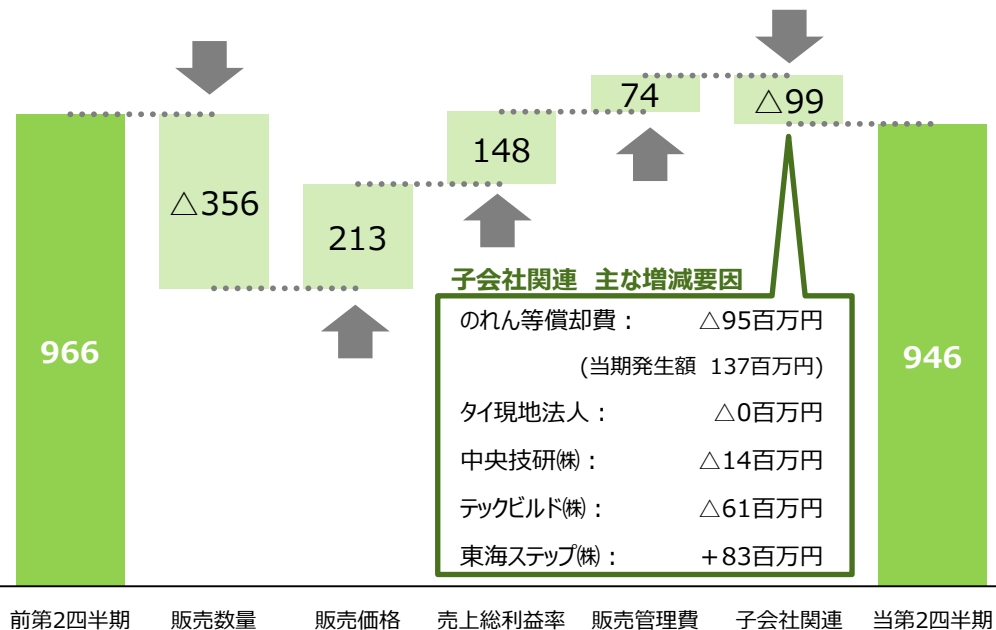 74
△99
148
△356
213
子会社関連 主な増減要因
のれん等償却費： △95百万円
(当期発生額 137百万円)
タイ現地法人： △0百万円
中央技研㈱： △14百万円
テックビルド㈱： △61百万円
東海ステップ㈱： +83百万円
966
946
前第2四半期 販売数量 販売価格 売上総利益率 販売管理費 子会社関連 当第2四半期